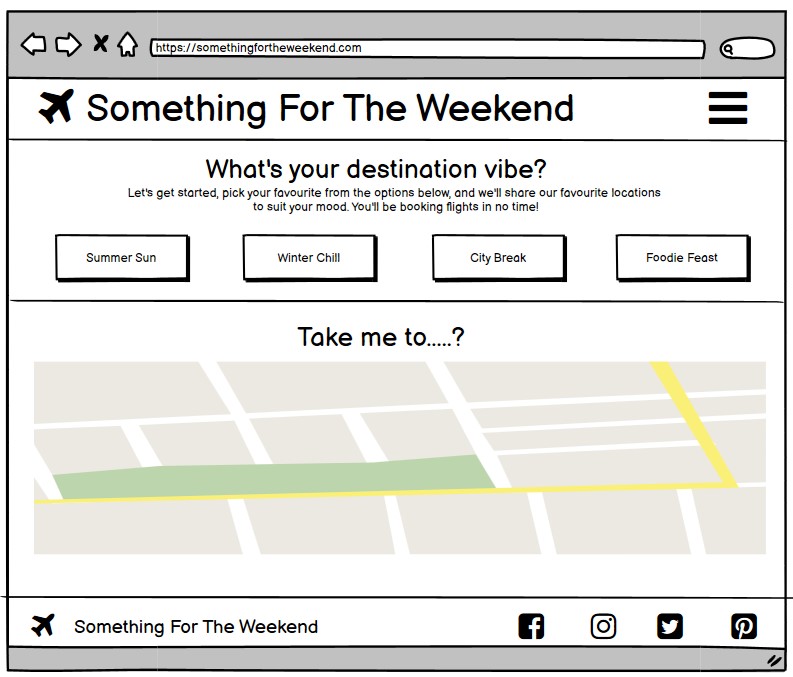 https://somethingfortheweekend.com
Something For The Weekend
What's your destination vibe?
Let's get started, pick your favourite from the options below, and we'll share our favourite locations
to suit your mood. You'll be booking flights in no time!
Summer Sun
Winter Chill
City Break
Foodie Feast
Take me to.....?
Something For The Weekend